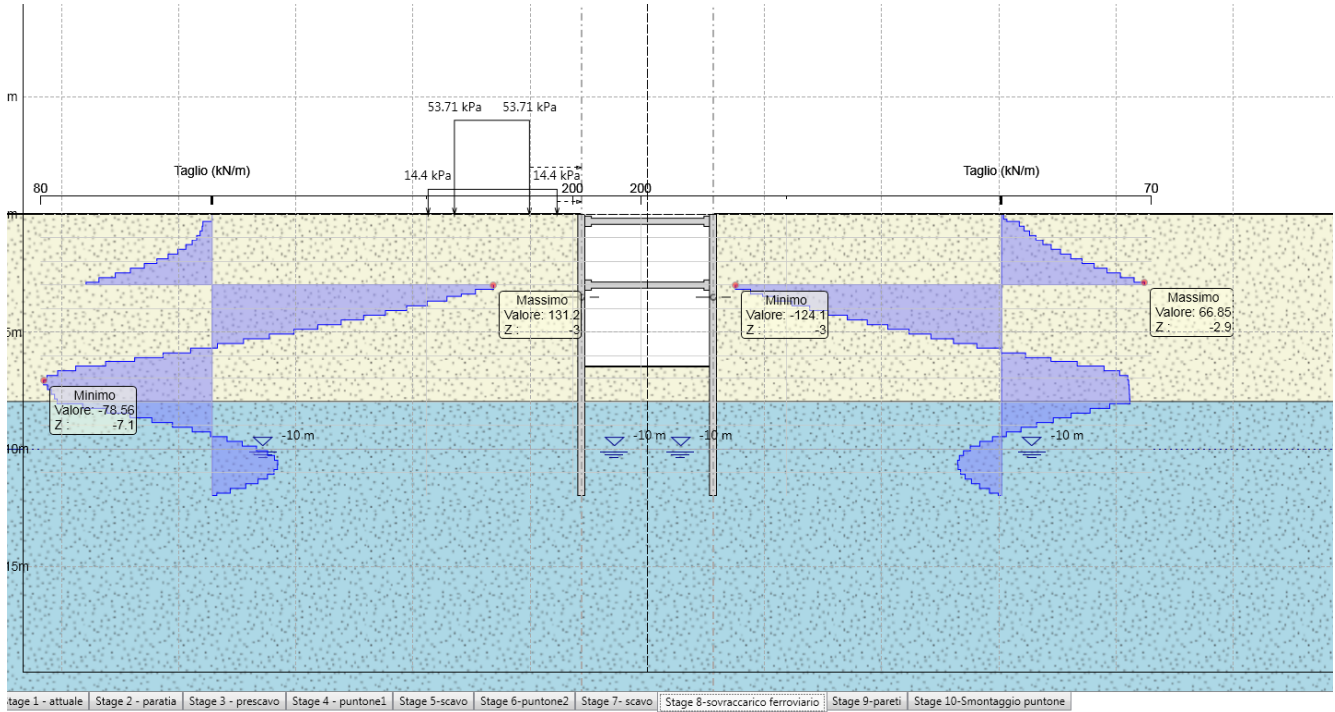 m
53.71 kPa 53.71 kPa
Taglio (kN/m) 14.4 kPa 14.4 kPa Taglio (kN/m)
80 200 200 70
m
Massimo
Valore: 131.2
Z : -3
Minimo
Valore: -124.1
Z : -3
Massimo
Valore: 66.85
Z : -2.9
5m
Minimo
Valore: -78.56
Z : -7.1
-10 m -10 m -10 m -10 m
10m
15m
tage 1 - attuale Stage 2 - paratia Stage 3 - prescavo Stage 4 - puntone1 Stage 5-scavo Stage 6-puntone2 Stage 7- scavo Stage 8-sovraccarico ferroviario Stage 9-pareti Stage 10-Smontaggio puntone